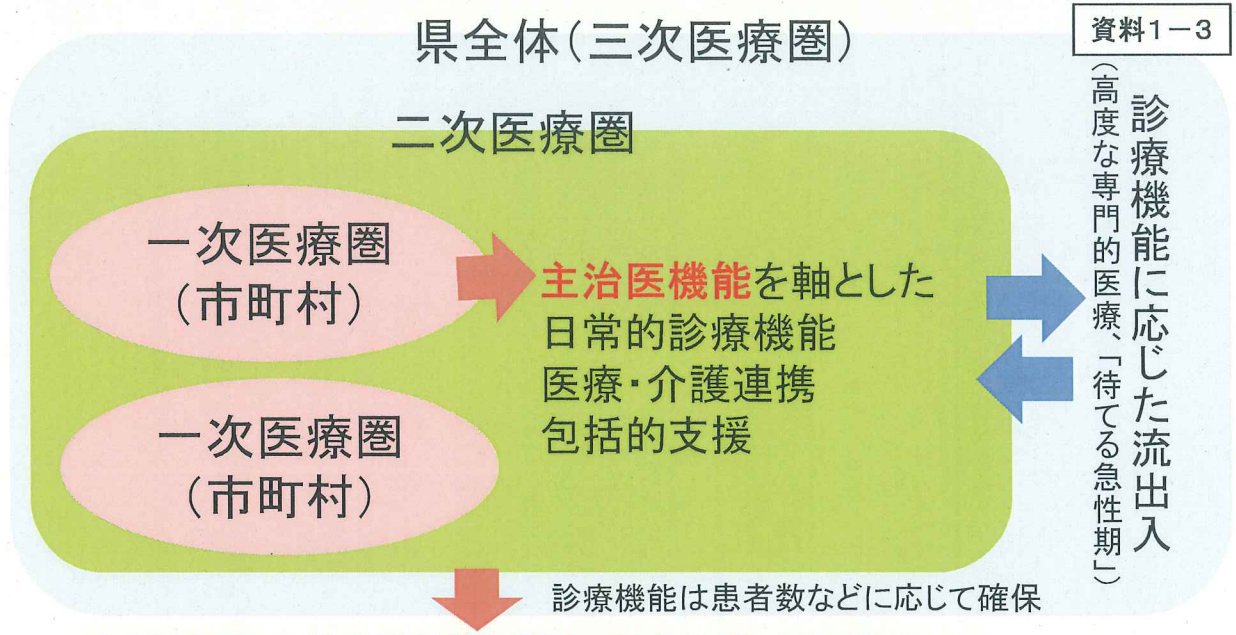 資料1-3
県全体(三次医療圏)
二次医療圏
一次医療圏
(市町村)
一次医療圏
(市町村)
主治医機能を軸とした
日常的診療機能
医療・介護連携
包括的支援
診療機能に応じた流出入
(高度な専門的医療、「待てる急性期」)
診療機能は患者数などに応じて確保